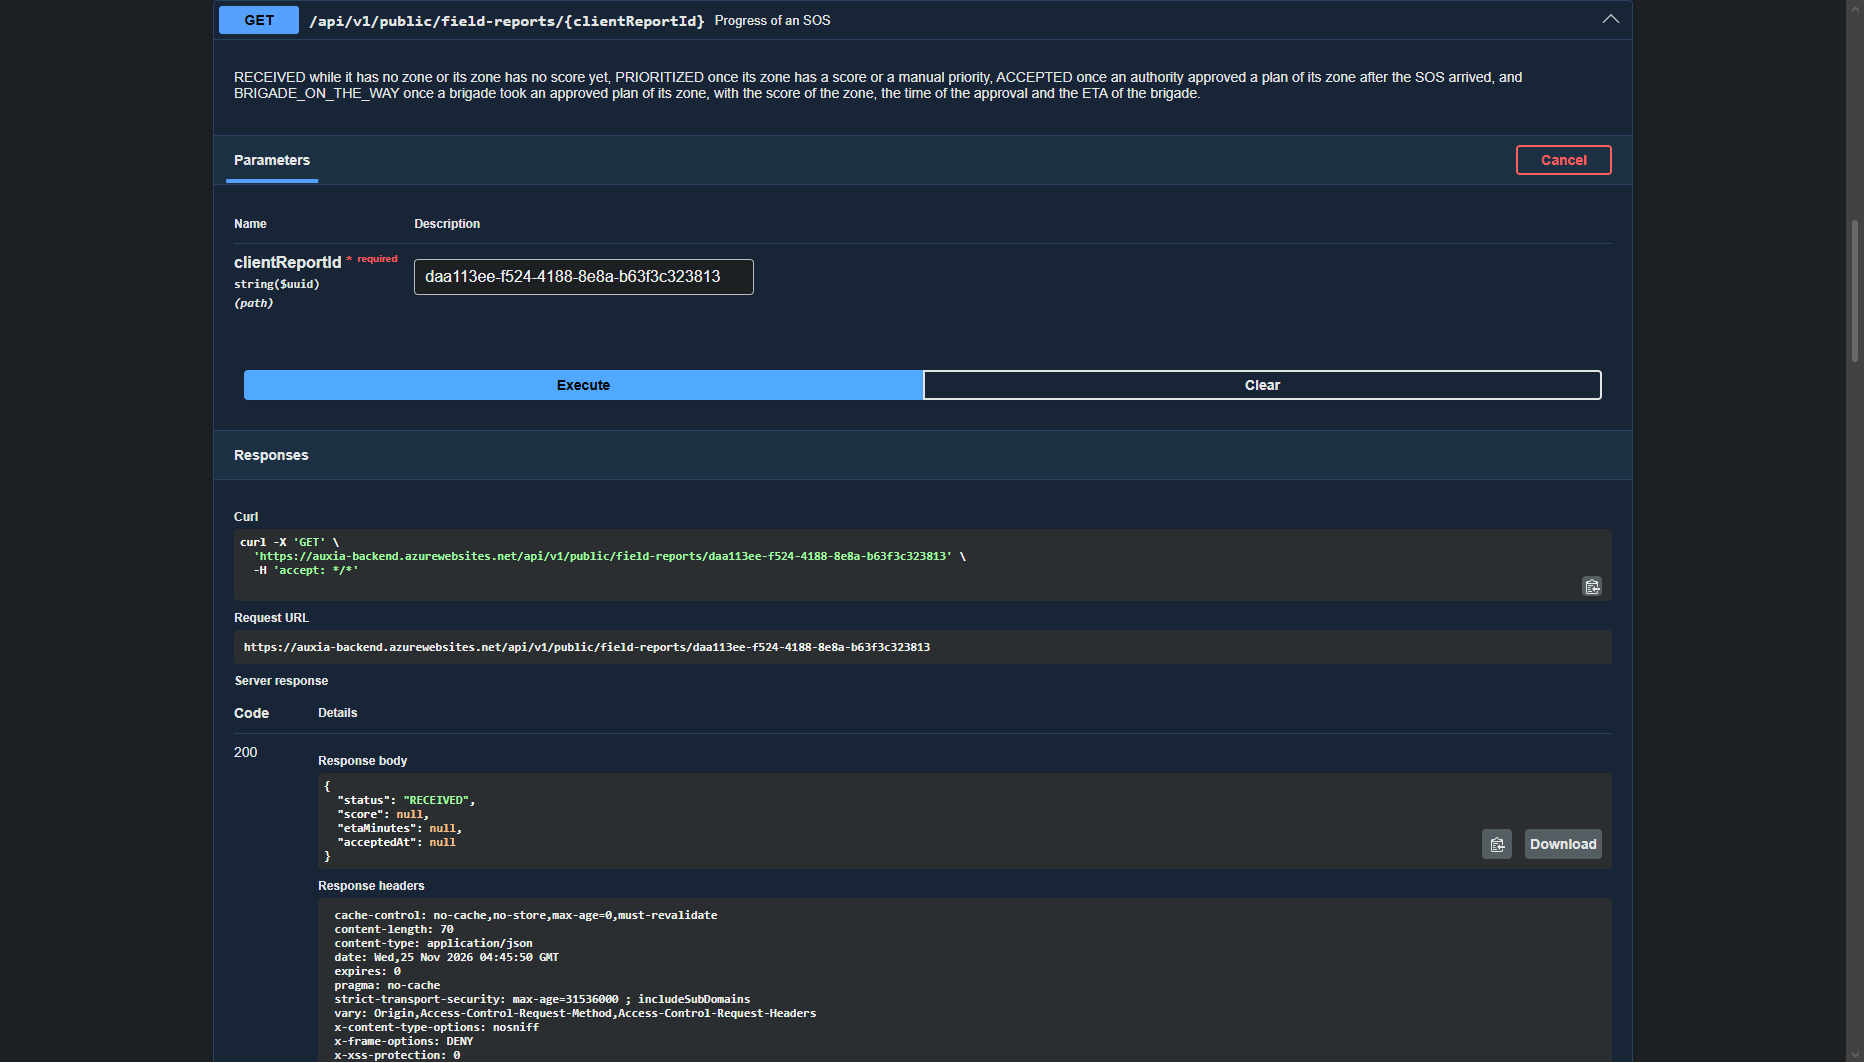 GET /api/v1/public/field-reports/{clientReportId} Progress of an SOS
RECEIVED while it has no zone or its zone has no score yet, PRIORITIZED once its zone has a score or a manual priority, ACCEPTED once an authority approved a plan of its zone after the SOS arrived, and
BRIGADE_ON_THE_WAY once a brigade took an approved plan of its zone, with the score of the zone, the time of the approval and the ETA of the brigade.
Parameters Cancel
Name Description
clientReportId * required
string($uuid)
(path)
daa113ee-f524-4188-8e8a-b63f3c323813
Execute Clear
Responses
Curl
curl -X 'GET' \
'https://auxia-backend.azurewebsites.net/api/v1/public/field-reports/daa113ee-f524-4188-8e8a-b63f3c323813' \
-H 'accept: */*'
Request URL
https://auxia-backend.azurewebsites.net/api/v1/public/field-reports/daa113ee-f524-4188-8e8a-b63f3c323813
Server response
Code Details
200
Response body
{
"status": "RECEIVED",
"score": null,
"etaMinutes": null,
"acceptedAt": null
}
Download
Response headers
cache-control: no-cache,no-store,max-age=0,must-revalidate
content-length: 70
content-type: application/json
date: Wed,25 Nov 2026 04:45:50 GMT
expires: 0
pragma: no-cache
strict-transport-security: max-age=31536000 ; includeSubDomains
vary: Origin,Access-Control-Request-Method,Access-Control-Request-Headers
x-content-type-options: nosniff
x-frame-options: DENY
x-xss-protection: 0